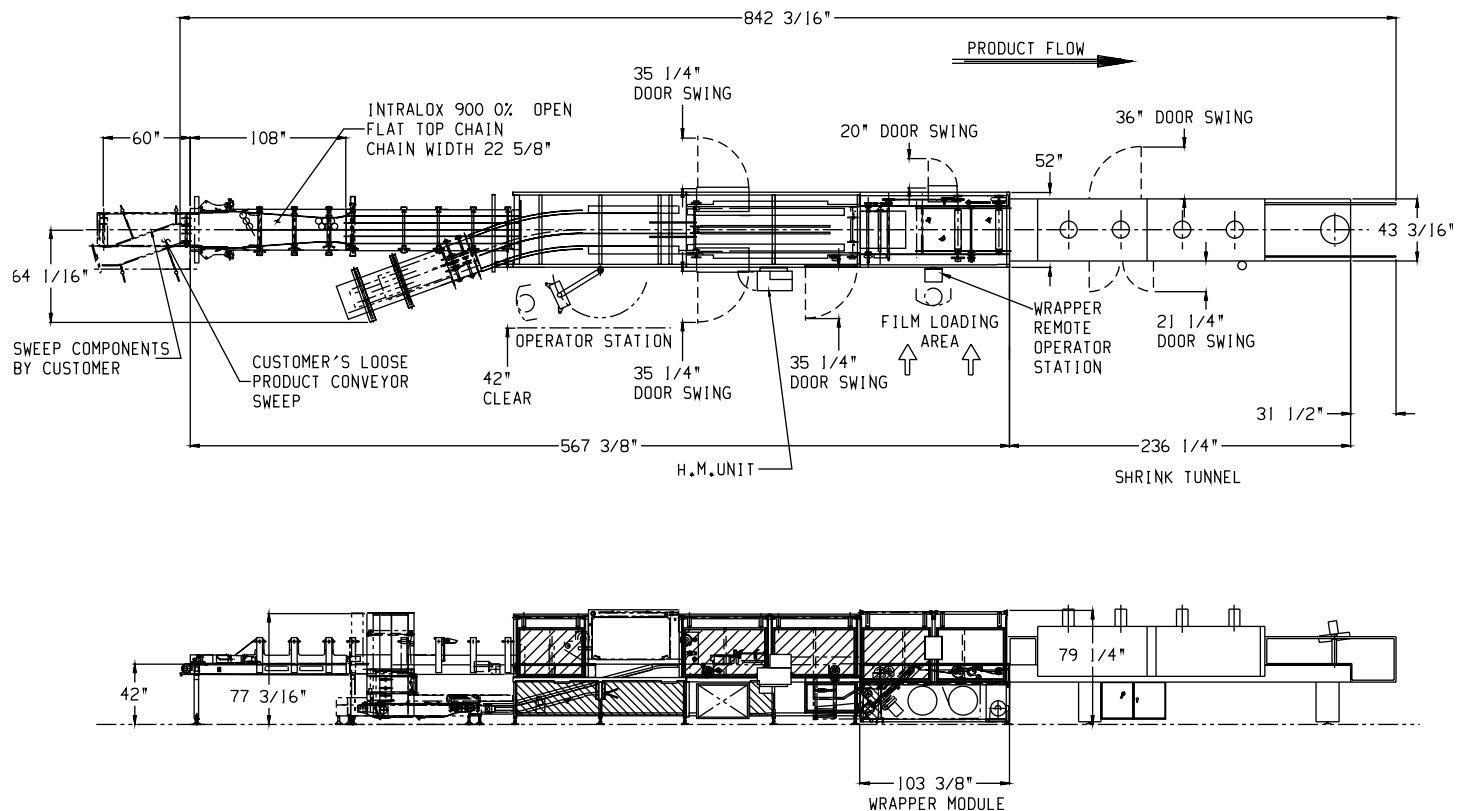 842 3/16"
PRODUCT FLOW
35 1/4"
DOOR SWING
INTRALOX 900 0% OPEN
FLAT TOP CHAIN
CHAIN WIDTH 22 5/8"
20" DOOR SWING
36" DOOR SWING
60"
108"
52"
43 3/16"
64 1/16"
SWEEP COMPONENTS
BY CUSTOMER
CUSTOMER'S LOOSE
PRODUCT CONVEYOR
SWEEP
OPERATOR STATION
42"
CLEAR
35 1/4"
DOOR SWING
35 1/4"
DOOR SWING
FILM LOADING
AREA
WRAPPER
REMOTE
OPERATOR
STATION
21 1/4"
DOOR SWING
31 1/2"
567 3/8"
236 1/4"
H.M.UNIT
SHRINK TUNNEL
42"
77 3/16"
79 1/4"
103 3/8"
WRAPPER MODULE